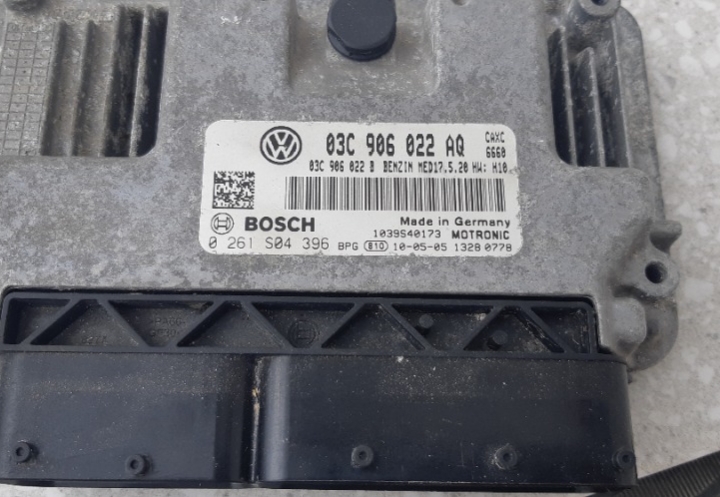 03C 906 022 AQ CAXC
6660
03C 906 022 B BENZIN MED17.5.20 HW: H10
BOSCH
Made in Germany
1039S40173 MOTRONIC
0 261 S04 396 BPG 810 10-05-05 1328 0778